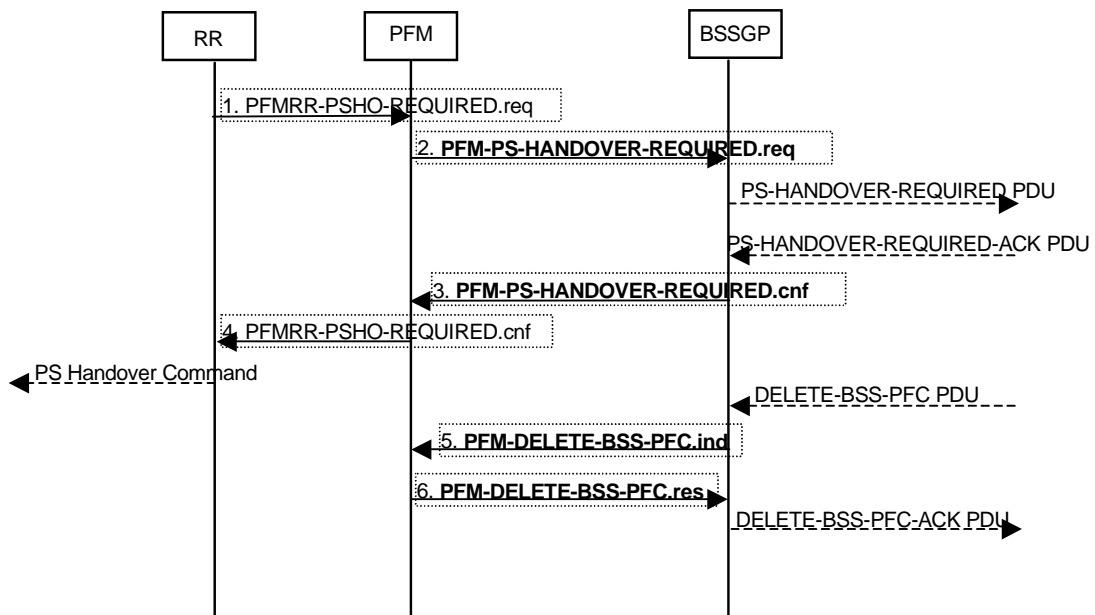 RR
PFM
BSSGP
1. PFMRR-PSHO-REQUIRED.req
2. PFM-PS-HANDOVER-REQUIRED.req
PS-HANDOVER-REQUIRED PDU
PS-HANDOVER-REQUIRED-ACK PDU
3. PFM-PS-HANDOVER-REQUIRED.cnf
4. PFMRR-PSHO-REQUIRED.cnf
PS Handover Command
DELETE-BSS-PFC PDU
5. PFM-DELETE-BSS-PFC.ind
6. PFM-DELETE-BSS-PFC.res
DELETE-BSS-PFC-ACK PDU